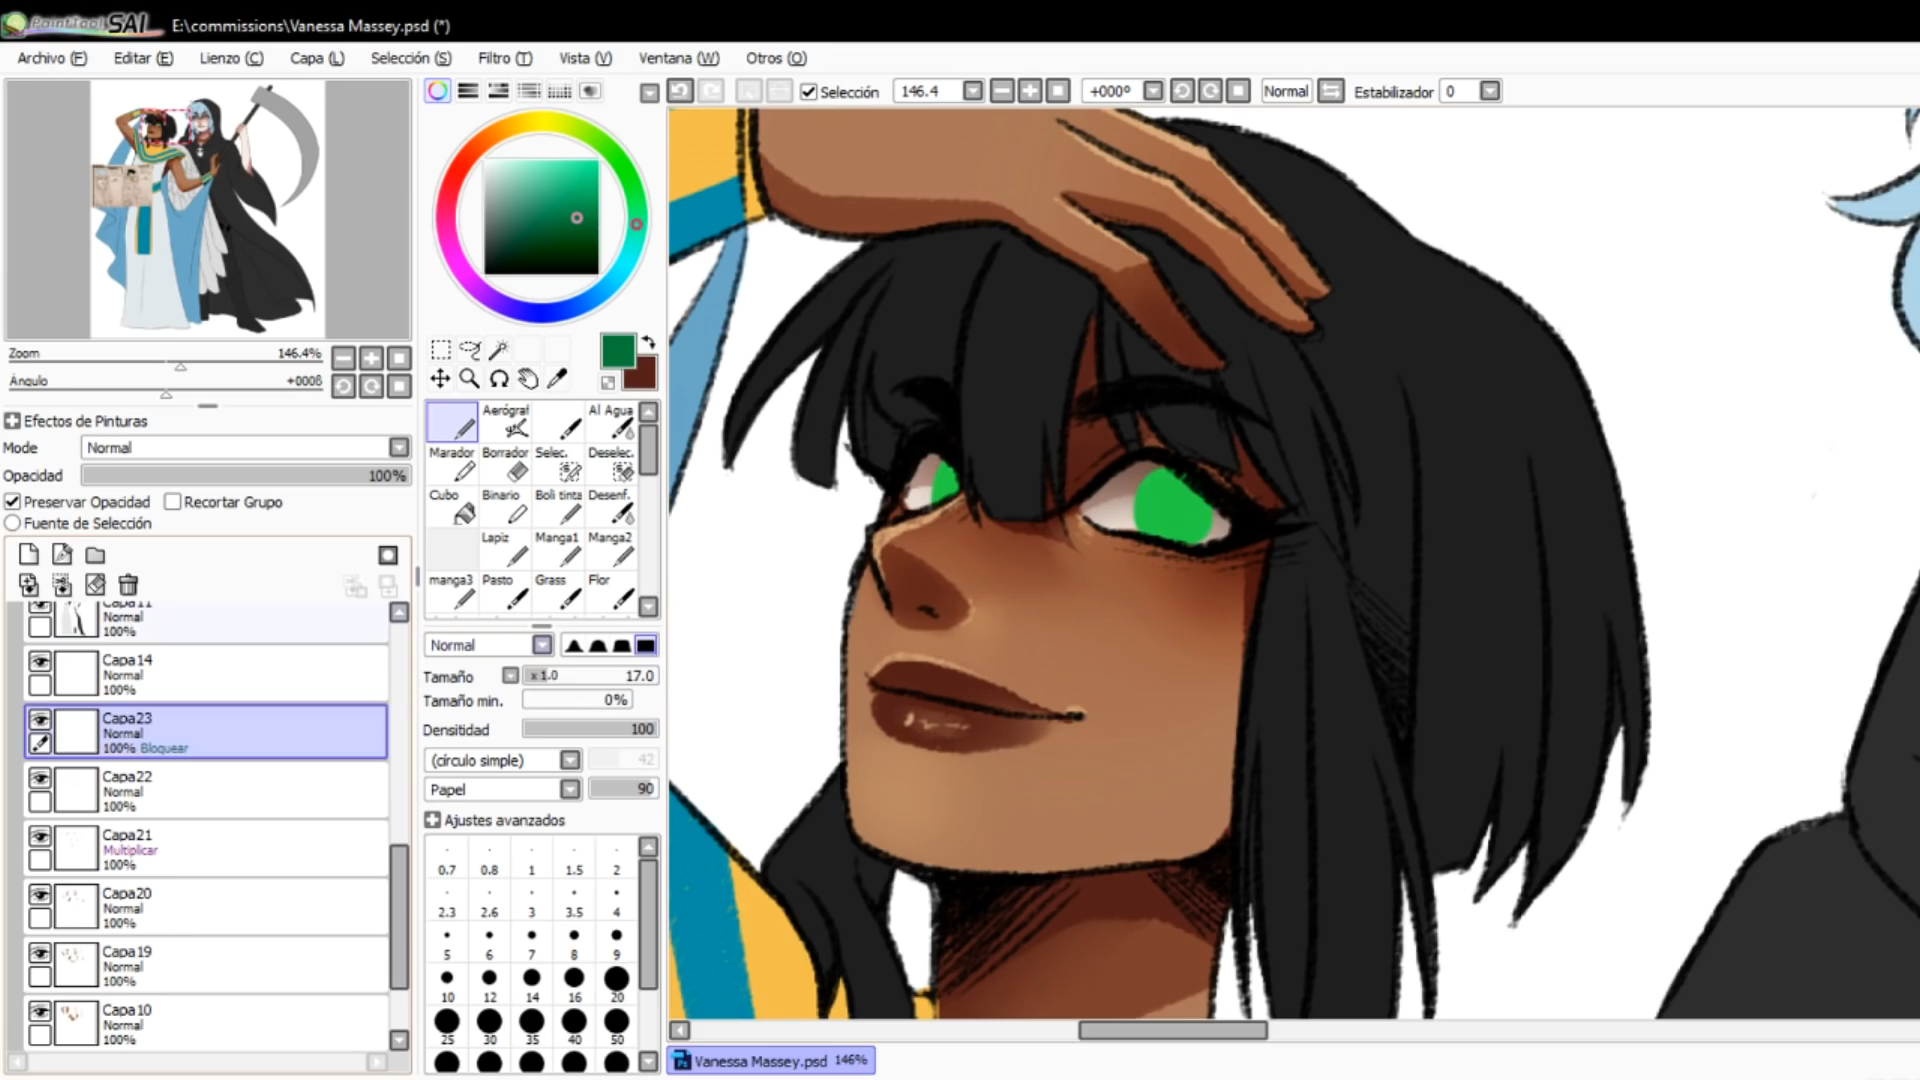 PaintTool SAI E:\commissions\Vanessa Massey.psd (*)
Archivo (F) Editar (E) Lienzo (C) Capa (L) Selección (S) Filtro (T) Vista (V) Ventana (W) Otros (O)
Selección 146.4 +000º Normal Estabilizador 0
Zoom 146.4%
Ángulo +000ß
Efectos de Pinturas
Mode Normal
Opacidad 100%
Preservar Opacidad Recortar Grupo
Fuente de Selección
Capa11
Normal
100%
Capa14
Normal
100%
Capa23
Normal
100% Bloquear
Capa22
Normal
100%
Capa21
Multiplicar
100%
Capa20
Normal
100%
Capa19
Normal
100%
Capa10
Normal
100%
Aerógraf Al Agua
Marador Borrador Selec. Deselec.
Cubo Binario Boli tinta Desenf.
Lapiz Manga1 Manga2
manga3 Pasto Grass Flor
Normal
Tamaño x1.0 17.0
Tamaño min. 0%
Densitidad 100
(círculo simple) 42
Papel 90
Ajustes avanzados
0.7 0.8 1 1.5 2
2.3 2.6 3 3.5 4
5 6 7 8 9
10 12 14 16 20
25 30 35 40 50
Vanessa Massey.psd 146%